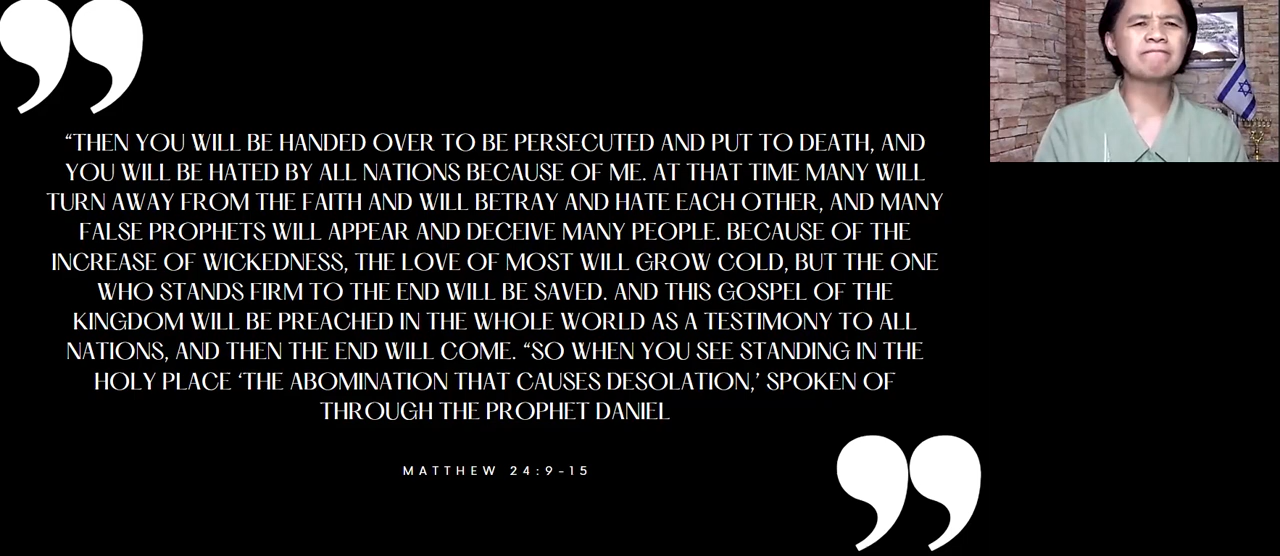 “THEN YOU WILL BE HANDED OVER TO BE PERSECUTED AND PUT TO DEATH, AND
YOU WILL BE HATED BY ALL NATIONS BECAUSE OF ME. AT THAT TIME MANY WILL
TURN AWAY FROM THE FAITH AND WILL BETRAY AND HATE EACH OTHER, AND MANY
FALSE PROPHETS WILL APPEAR AND DECEIVE MANY PEOPLE. BECAUSE OF THE
INCREASE OF WICKEDNESS, THE LOVE OF MOST WILL GROW COLD, BUT THE ONE
WHO STANDS FIRM TO THE END WILL BE SAVED. AND THIS GOSPEL OF THE
KINGDOM WILL BE PREACHED IN THE WHOLE WORLD AS A TESTIMONY TO ALL
NATIONS, AND THEN THE END WILL COME. “SO WHEN YOU SEE STANDING IN THE
HOLY PLACE ‘THE ABOMINATION THAT CAUSES DESOLATION,’ SPOKEN OF
THROUGH THE PROPHET DANIEL
MATTHEW 24:9-15